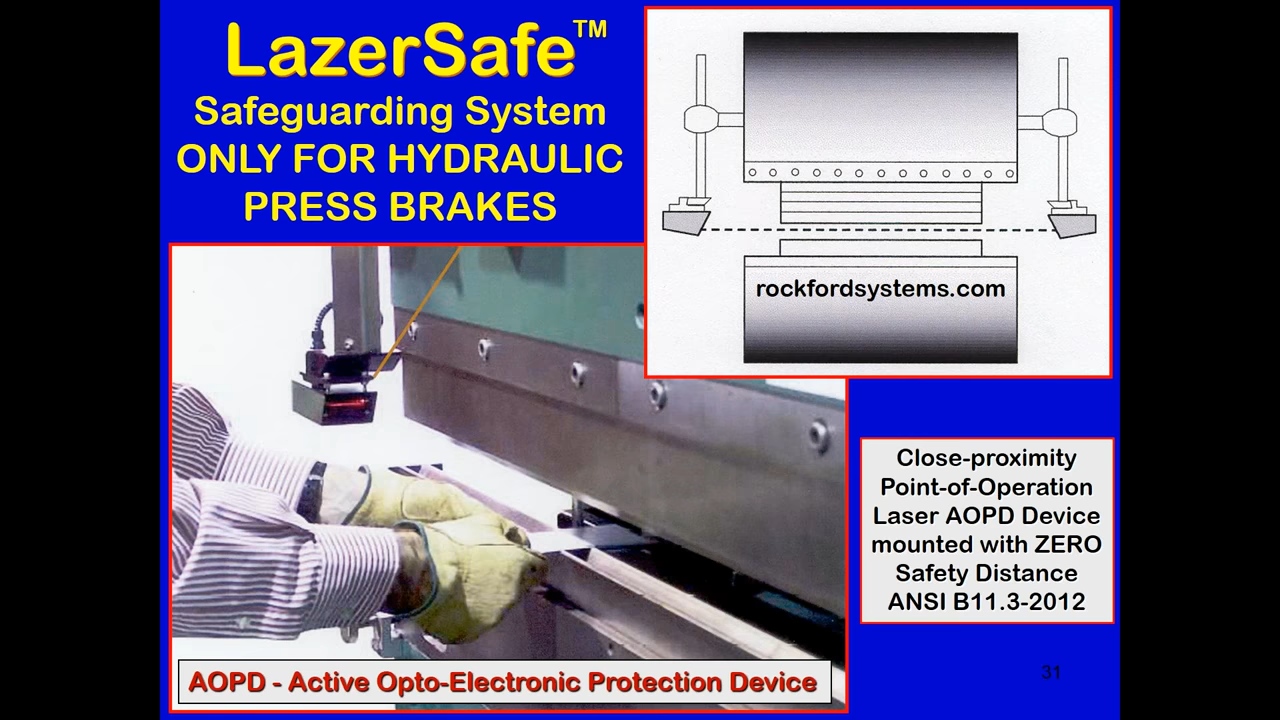 LazerSafe™
Safeguarding System
ONLY FOR HYDRAULIC
PRESS BRAKES
rockfordsystems.com
Close-proximity
Point-of-Operation
Laser AOPD Device
mounted with ZERO
Safety Distance
ANSI B11.3-2012
AOPD - Active Opto-Electronic Protection Device
31